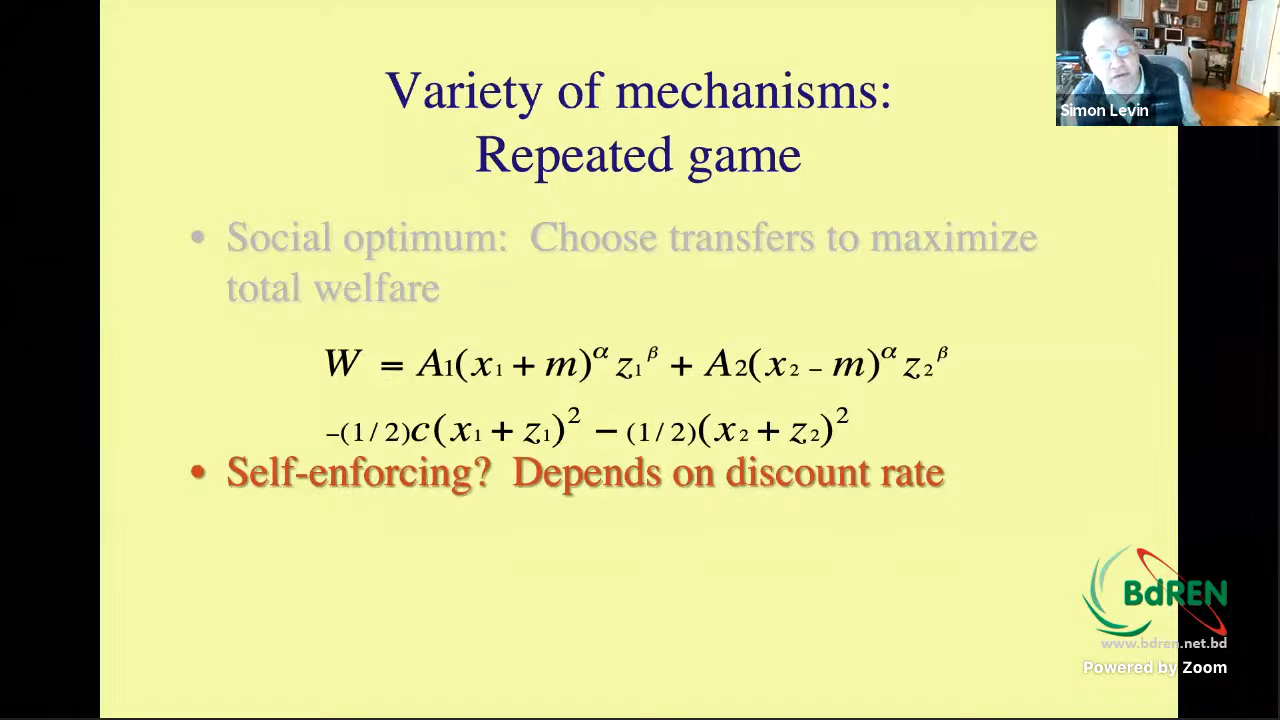 Variety of mechanisms:
Repeated game
• Social optimum: Choose transfers to maximize
total welfare
W = A₁(x₁ + m)^α z₁^β + A₂(x₂ − m)^α z₂^β
−(1/2)c(x₁ + z₁)² − (1/2)(x₂ + z₂)²
• Self-enforcing? Depends on discount rate
Simon Levin
BdREN
www.bdren.net.bd
Powered by Zoom